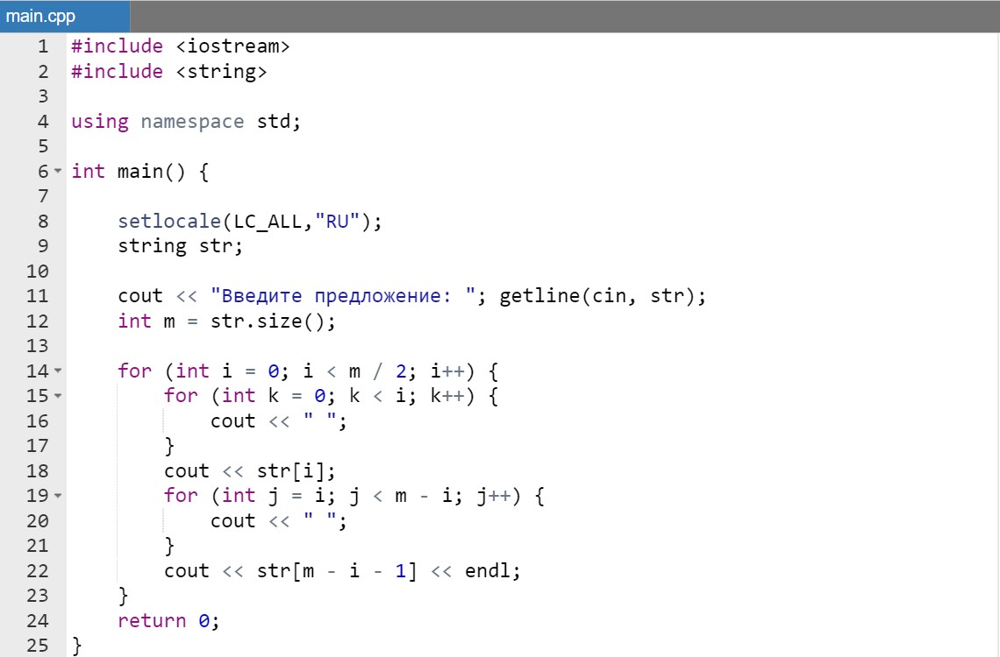 main.cpp
1 #include <iostream>
2 #include <string>
3
4 using namespace std;
5
6 int main() {
7
8     setlocale(LC_ALL,"RU");
9     string str;
10
11     cout << "Введите предложение: "; getline(cin, str);
12     int m = str.size();
13
14     for (int i = 0; i < m / 2; i++) {
15         for (int k = 0; k < i; k++) {
16             cout << " ";
17         }
18         cout << str[i];
19         for (int j = i; j < m - i; j++) {
20             cout << " ";
21         }
22         cout << str[m - i - 1] << endl;
23     }
24     return 0;
25 }